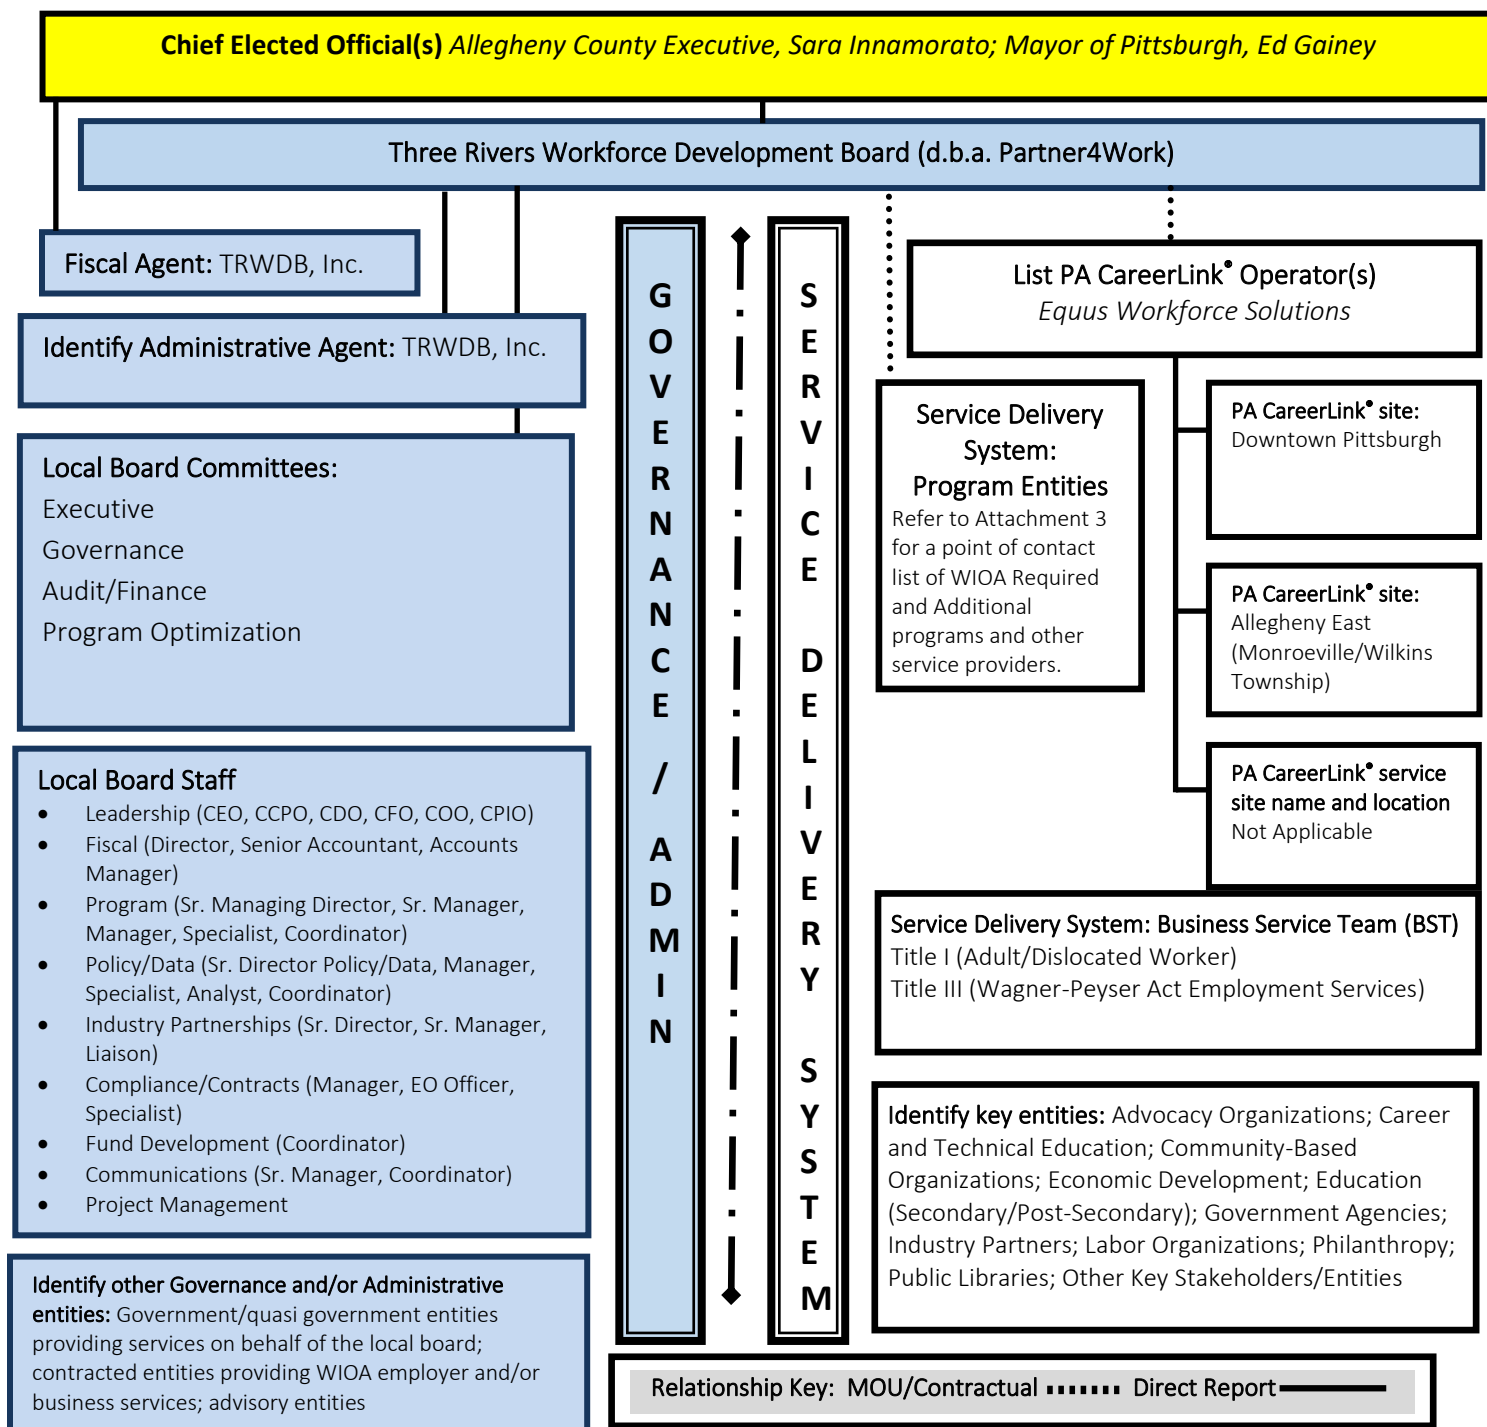 Chief Elected Official(s) Allegheny County Executive, Sara Innamorato; Mayor of Pittsburgh, Ed Gainey
Three Rivers Workforce Development Board (d.b.a. Partner4Work)
Fiscal Agent: TRWDB, Inc.
Identify Administrative Agent: TRWDB, Inc.
Local Board Committees:
Executive
Governance
Audit/Finance
Program Optimization
Local Board Staff
• Leadership (CEO, CCPO, CDO, CFO, COO, CPIO)
• Fiscal (Director, Senior Accountant, Accounts
Manager)
• Program (Sr. Managing Director, Sr. Manager,
Manager, Specialist, Coordinator)
• Policy/Data (Sr. Director Policy/Data, Manager,
Specialist, Analyst, Coordinator)
• Industry Partnerships (Sr. Director, Sr. Manager,
Liaison)
• Compliance/Contracts (Manager, EO Officer,
Specialist)
• Fund Development (Coordinator)
• Communications (Sr. Manager, Coordinator)
• Project Management
Identify other Governance and/or Administrative
entities: Government/quasi government entities
providing services on behalf of the local board;
contracted entities providing WIOA employer and/or
business services; advisory entities
GOVERNANCE / ADMIN
SERVICE DELIVERY SYSTEM
List PA CareerLink® Operator(s)
Equus Workforce Solutions
Service Delivery
System:
Program Entities
Refer to Attachment 3
for a point of contact
list of WIOA Required
and Additional
programs and other
service providers.
PA CareerLink® site:
Downtown Pittsburgh
PA CareerLink® site:
Allegheny East
(Monroeville/Wilkins
Township)
PA CareerLink® service
site name and location
Not Applicable
Service Delivery System: Business Service Team (BST)
Title I (Adult/Dislocated Worker)
Title III (Wagner-Peyser Act Employment Services)
Identify key entities: Advocacy Organizations; Career
and Technical Education; Community-Based
Organizations; Economic Development; Education
(Secondary/Post-Secondary); Government Agencies;
Industry Partners; Labor Organizations; Philanthropy;
Public Libraries; Other Key Stakeholders/Entities
Relationship Key: MOU/Contractual Direct Report